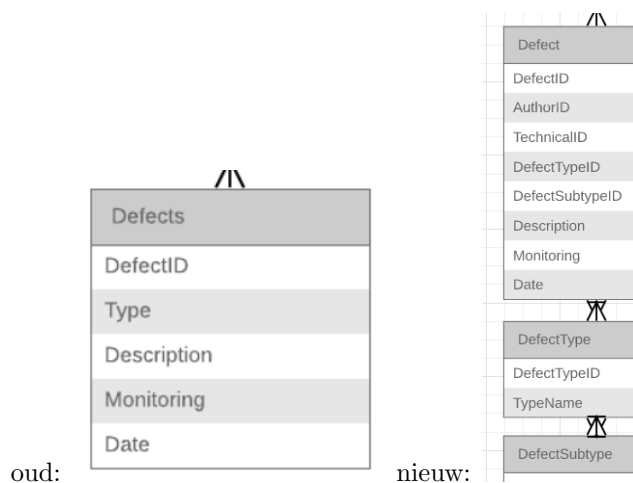 oud:
Defects
DefectID
Type
Description
Monitoring
Date
nieuw:
Defect
DefectID
AuthorID
TechnicalID
DefectTypeID
DefectSubtypeID
Description
Monitoring
Date
DefectType
DefectTypeID
TypeName
DefectSubtype